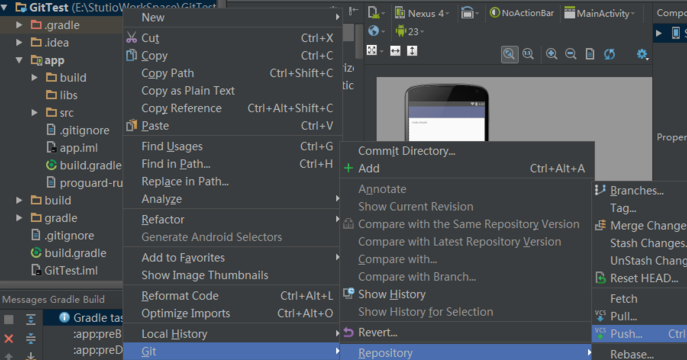 GitTest (E:\StutioWorkSpace\GitTest
.gradle
.idea
app
build
libs
src
.gitignore
app.iml
build.gradle
proguard-ru
build
gradle
.gitignore
build.gradle
GitTest.iml
Messages Gradle Build
Gradle tas
:app:preB
:app:preD
New
Cut Ctrl+X
Copy Ctrl+C
Copy Path Ctrl+Shift+C
Copy as Plain Text
Copy Reference Ctrl+Alt+Shift+C
Paste Ctrl+V
Find Usages Ctrl+G
Find in Path... Ctrl+H
Replace in Path...
Analyze
Refactor
Generate Android Selectors
Add to Favorites
Show Image Thumbnails
Reformat Code Ctrl+Alt+L
Optimize Imports Ctrl+Alt+O
Local History
Git
Nexus 4 NoActionBar MainActivity
23
Compo
Proper
Commit Directory...
Add Ctrl+Alt+A
Annotate
Show Current Revision
Compare with the Same Repository Version
Compare with Latest Repository Version
Compare with...
Compare with Branch...
Show History
Show History for Selection
Revert...
Repository
Branches...
Tag...
Merge Changes
Stash Changes..
UnStash Changes.
Reset HEAD...
Fetch
Pull...
Push... Ctrl
Rebase...